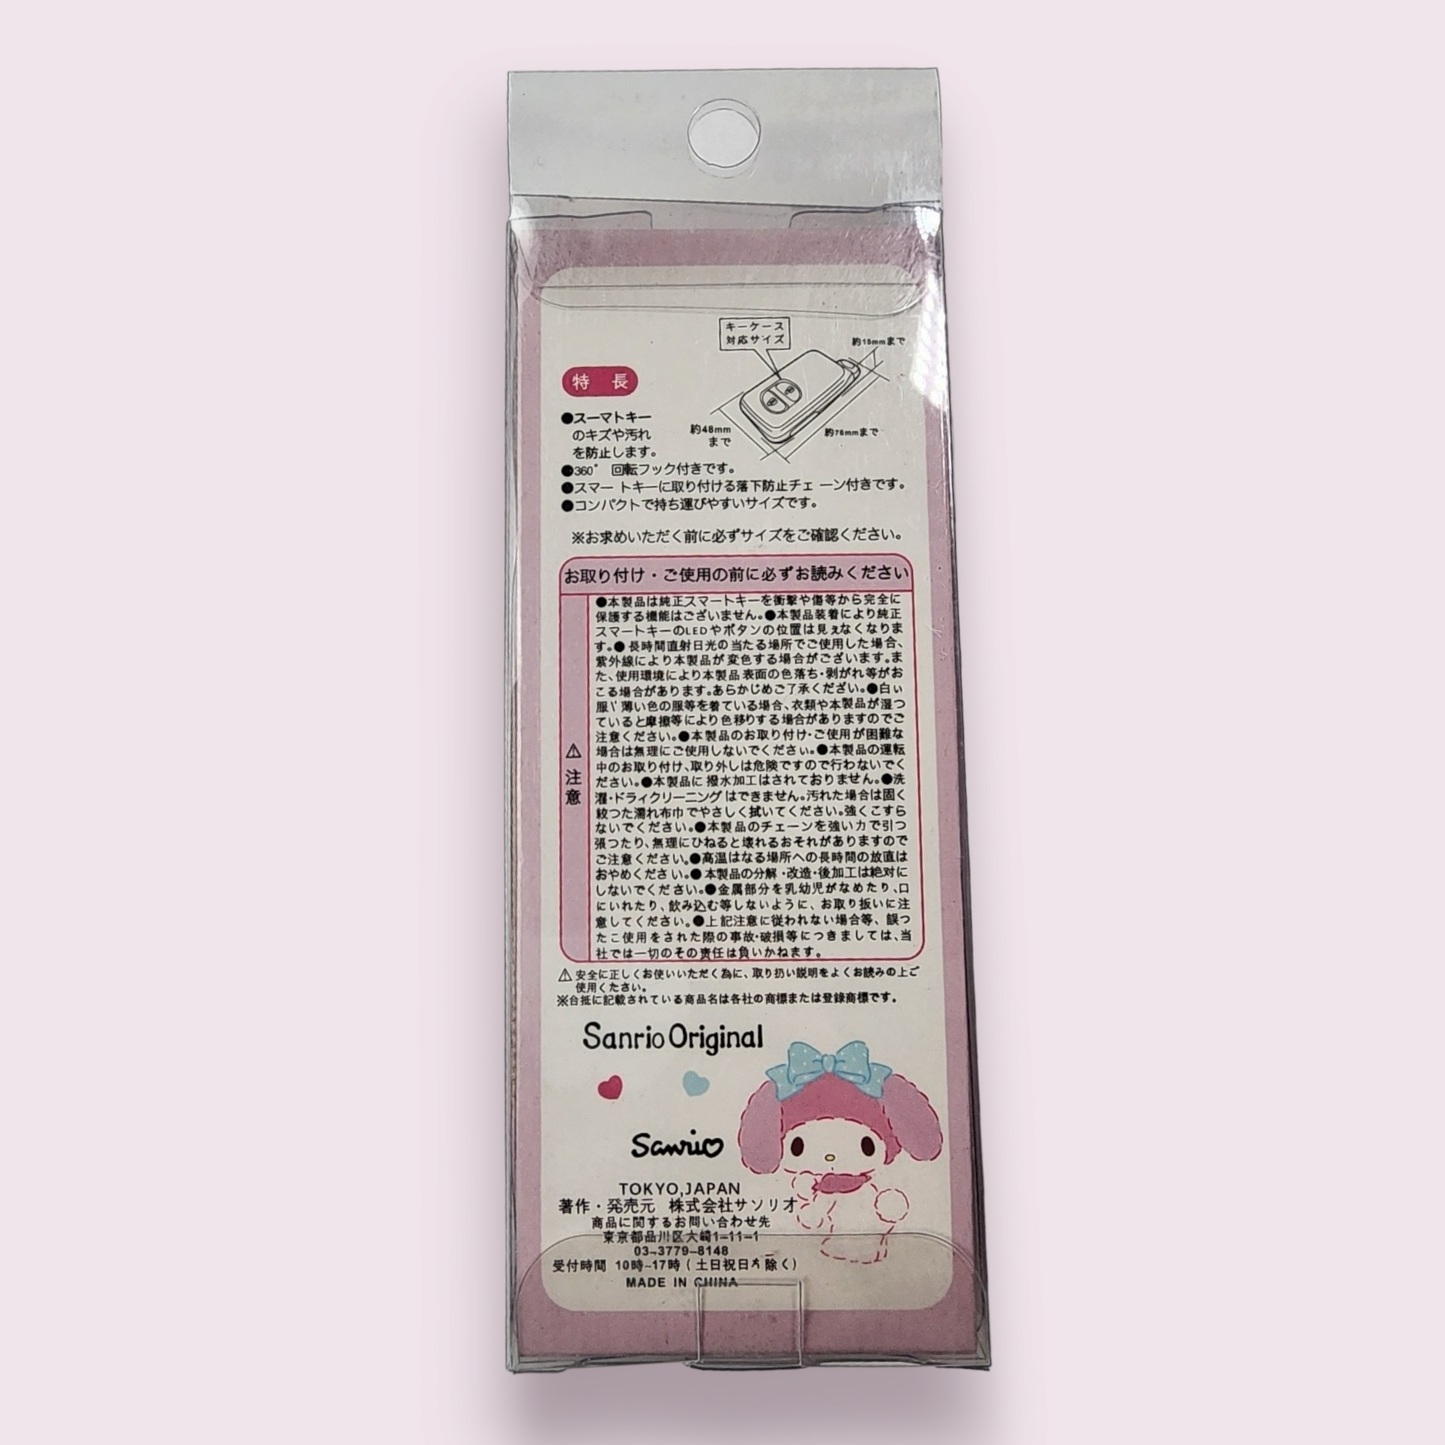 キーケース
対応サイズ
約15mmまで
約48mm
まで
約76mmまで
特 長
●スーマトキー
のキズや汚れ
を防止します。
●360° 回転フック付きです。
●スマー トキーに取り付ける落下防止チェ ーン付きです。
●コンパクトで持ち運びやすいサイズです。
※お求めいただく前に必ずサイズをご確認ください。
お取り付け・ご使用の前に必ずお読みください
⚠注意
●本製品は純正スマートキーを衝撃や傷等から完全に
保護する機能はございません。●本製品装着により純正
スマートキーのLEDやボタンの位置は見えなくなりま
す。●長時間直射日光の当たる場所でご使用した場合、
紫外線により本製品が変色する場合がございます。ま
た、使用環境により本製品表面の色落ち・剥がれ等がお
こる場合があります。あらかじめご了承ください。●白い
服\薄い色の服等を着ている場合、衣類や本製品が湿つ
ていると摩擦等により色移りする場合がありますのでご
注意ください。●本製品のお取り付け・ご使用が困難な
場合は無理にご使用しないでください。●本製品の運転
中のお取り付け、取り外しは危険ですので行わないでく
ださい。●本製品に撥水加工はされておりません。●洗
濯・ドライクリーニングはできません。汚れた場合は固く
絞つた濡れ布巾でやさしく拭いてください。強くこすら
ないでください。●本製品のチェーンを強い力で引つ
張つたり、無理にひねると壊れるおそれがありますので
ご注意ください。●高温はなる場所への長時間の放直は
おやめください。●本製品の分解・改造・後加工は絶対に
しないでください。●金属部分を乳幼児がなめたり、口
にいれたり、飲み込む等しないように、お取り扱いに注
意してください。●上記注意に従われない場合等、誤つ
たこ使用をされた際の事故・破損等につきましては、当
社では一切のその責任は負いかねます。
⚠安全に正しくお使いいただく為に、取り扱い説明をよくお読みの上ご
使用ください。
※台抵に記載されている商品名は各社の商標または登録商標です。
Sanrio Original
Sanrio
TOKYO,JAPAN
著作・発売元 株式会社サソリオ
商品に関するお問い合わせ先
東京都品川区大崎1-11-1
03-3779-8148
受付時間 10時~17時(土日祝日 除く)
MADE IN CHINA